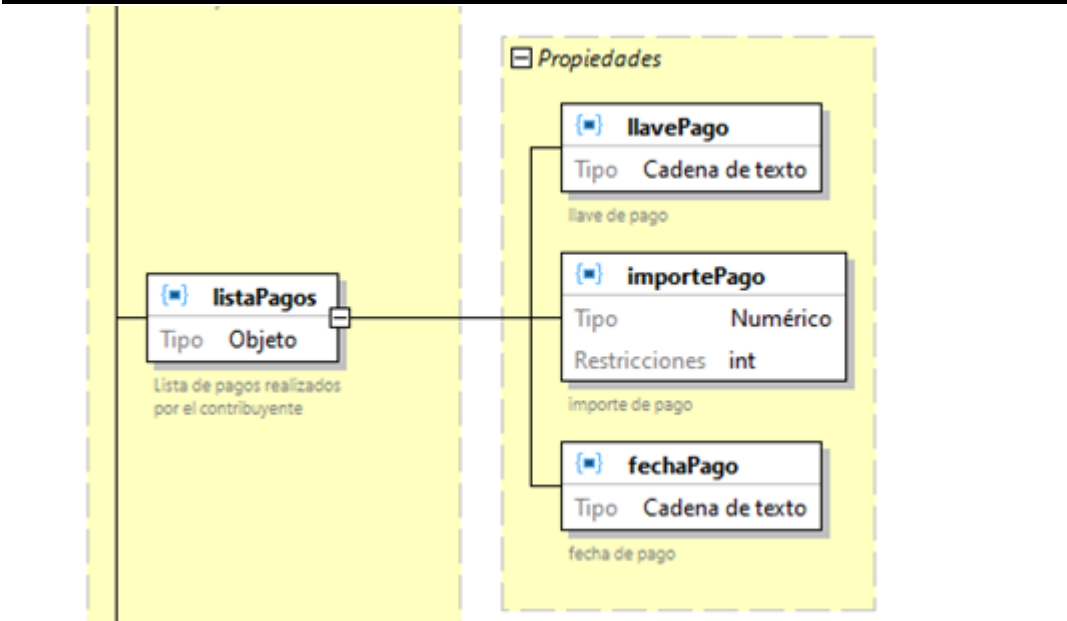 Propiedades
llavePago
Tipo Cadena de texto
llave de pago
importePago
Tipo Numérico
Restricciones int
importe de pago
listaPagos
Tipo Objeto
Lista de pagos realizados
por el contribuyente
fechaPago
Tipo Cadena de texto
fecha de pago